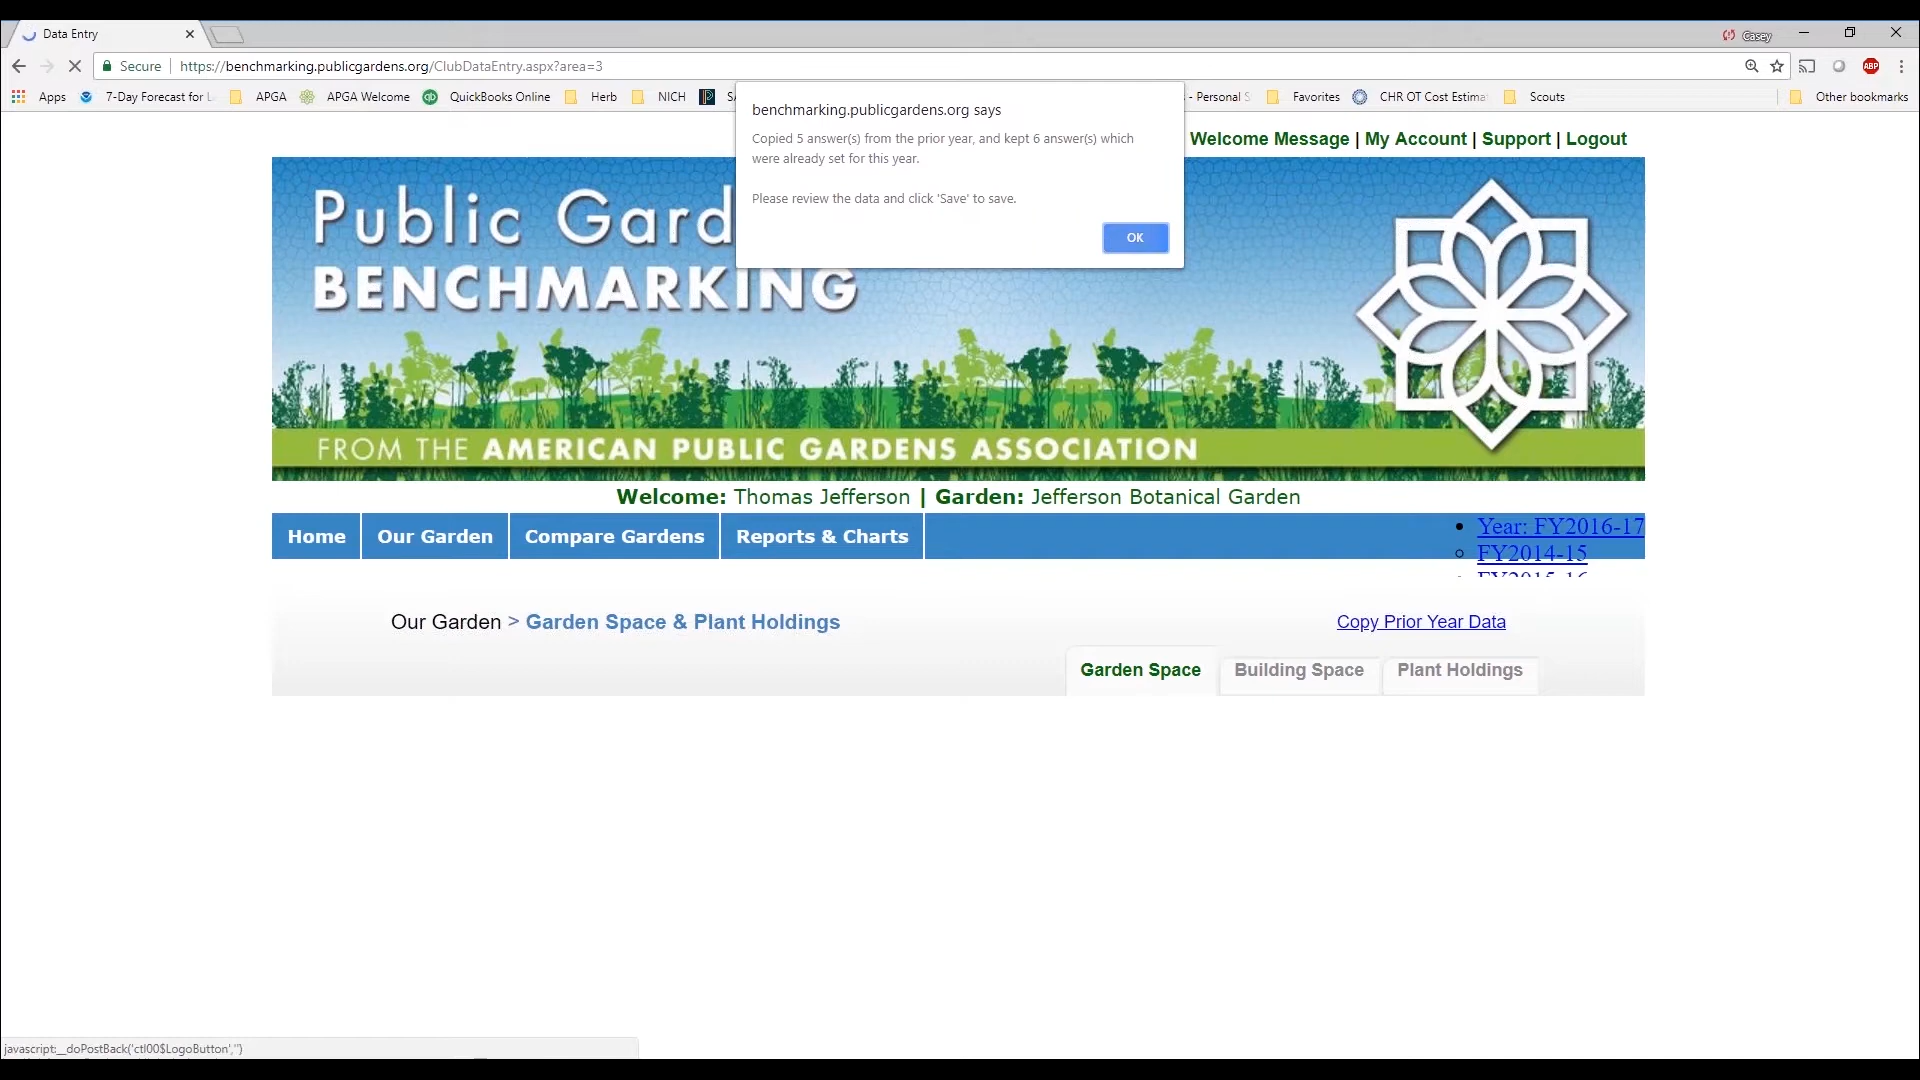 Data Entry
Casey
Secure https://benchmarking.publicgardens.org/ClubDataEntry.aspx?area=3
Apps 7-Day Forecast for APGA APGA Welcome QuickBooks Online Herb NICH - Personal Favorites CHR OT Cost Estima Scouts Other bookmarks
benchmarking.publicgardens.org says
Copied 5 answer(s) from the prior year, and kept 6 answer(s) which
were already set for this year.
Please review the data and click 'Save' to save.
OK
Welcome Message | My Account | Support | Logout
Public Gard
BENCHMARKING
FROM THE AMERICAN PUBLIC GARDENS ASSOCIATION
Welcome: Thomas Jefferson | Garden: Jefferson Botanical Garden
Home Our Garden Compare Gardens Reports & Charts
Year: FY2016-17
FY2014-15
FY2015-16
Our Garden > Garden Space & Plant Holdings Copy Prior Year Data
Garden Space Building Space Plant Holdings
javascript:__doPostBack('ctl00$LogoButton','')